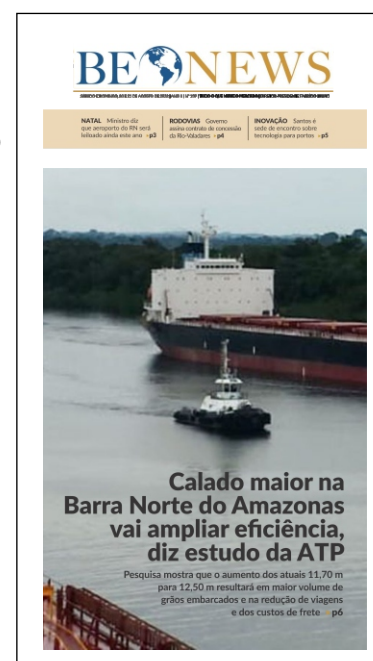 BE NEWS
NATAL Ministro diz
que aeroporto do RN será
leiloado ainda este ano p3
RODOVIAS Governo
assina contrato de concessão
da Rio-Valadares p4
INOVAÇÃO Santos é
sede de encontro sobre
tecnologia para portos p5
Calado maior na
Barra Norte do Amazonas
vai ampliar eficiência,
diz estudo da ATP
Pesquisa mostra que o aumento dos atuais 11,70 m
para 12,50 m resultará em maior volume de
grãos embarcados e na redução de viagens
e dos custos de frete p6